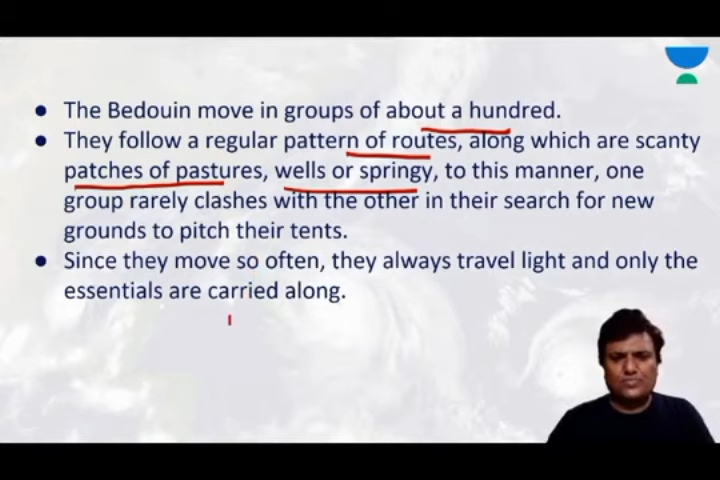 ● The Bedouin move in groups of about a hundred.
● They follow a regular pattern of routes, along which are scanty
patches of pastures, wells or springy, to this manner, one
group rarely clashes with the other in their search for new
grounds to pitch their tents.
● Since they move so often, they always travel light and only the
essentials are carried along.